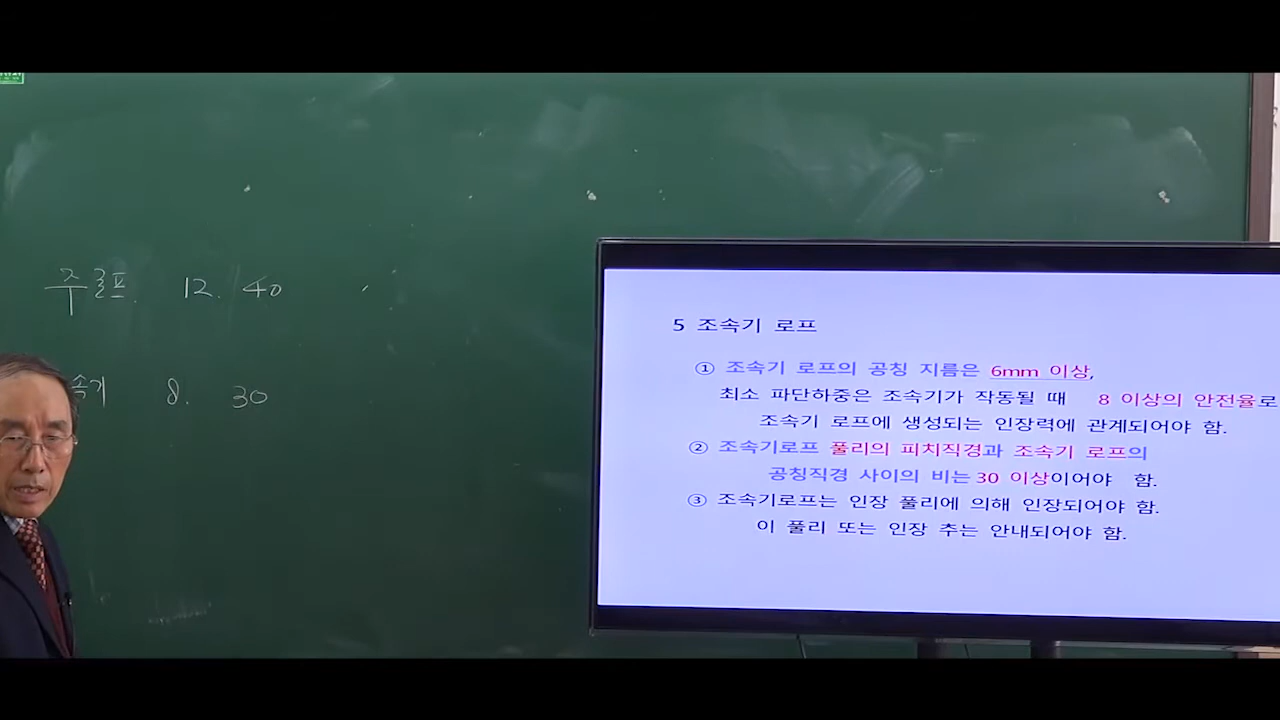 주로프. 12. 40
속기 8. 30
5 조속기 로프
① 조속기 로프의 공칭 지름은 6mm 이상,
최소 파단하중은 조속기가 작동될 때 8 이상의 안전율로
조속기 로프에 생성되는 인장력에 관계되어야 함.
② 조속기로프 풀리의 피치직경과 조속기 로프의
공칭직경 사이의 비는 30 이상이어야 함.
③ 조속기로프는 인장 풀리에 의해 인장되어야 함.
이 풀리 또는 인장 추는 안내되어야 함.